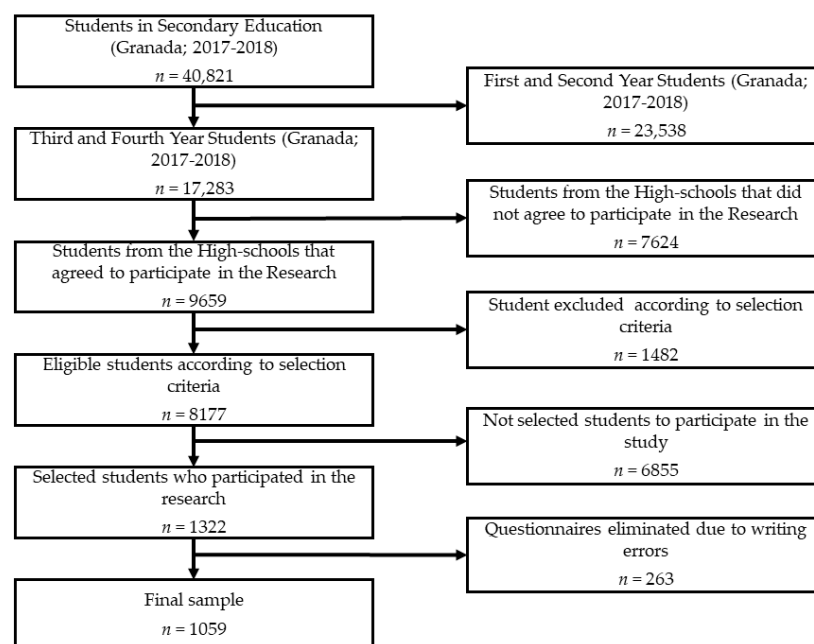 Students in Secondary Education
(Granada; 2017-2018)
n = 40,821
First and Second Year Students (Granada;
2017-2018)
n = 23,538
Third and Fourth Year Students (Granada;
2017-2018)
n = 17,283
Students from the High-schools that did
not agree to participate in the Research
n = 7624
Students from the High-schools that
agreed to participate in the Research
n = 9659
Student excluded according to selection
criteria
n = 1482
Eligible students according to selection
criteria
n = 8177
Not selected students to participate in the
study
n = 6855
Selected students who participated in the
research
n = 1322
Questionnaires eliminated due to writing
errors
n = 263
Final sample
n = 1059